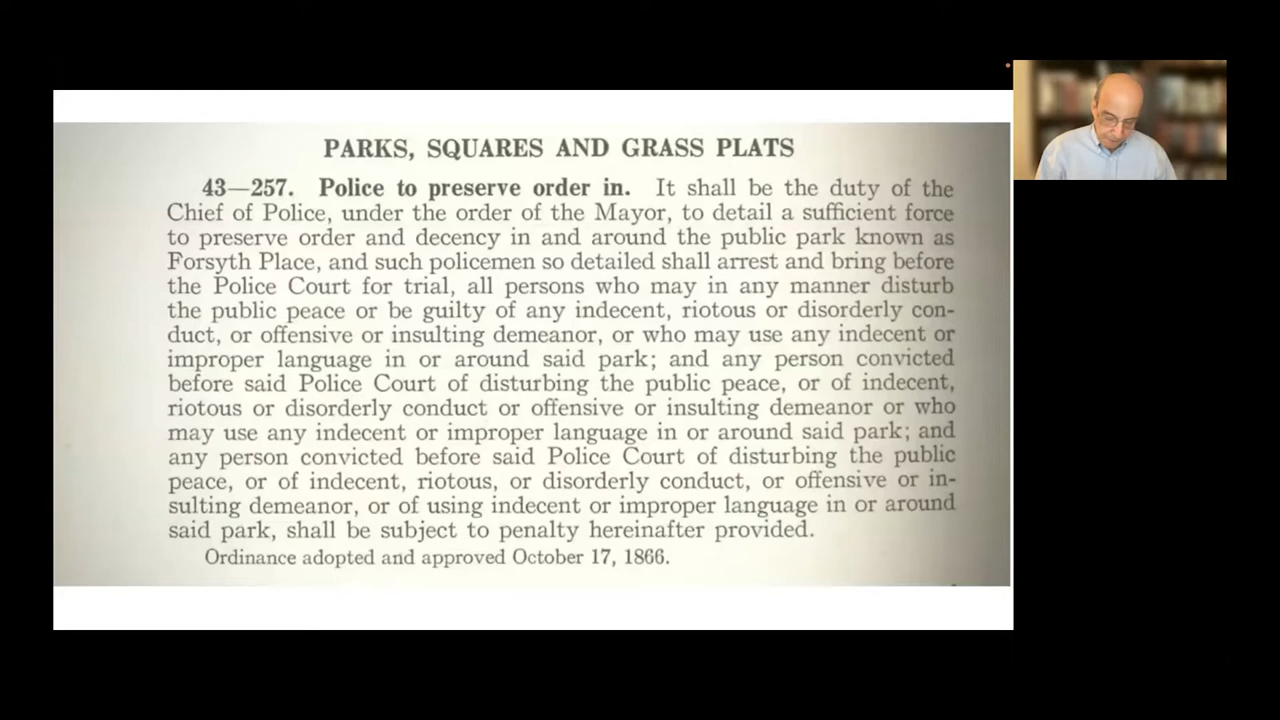 PARKS, SQUARES AND GRASS PLATS
43—257. Police to preserve order in. It shall be the duty of the
Chief of Police, under the order of the Mayor, to detail a sufficient force
to preserve order and decency in and around the public park known as
Forsyth Place, and such policemen so detailed shall arrest and bring before
the Police Court for trial, all persons who may in any manner disturb
the public peace or be guilty of any indecent, riotous or disorderly con-
duct, or offensive or insulting demeanor, or who may use any indecent or
improper language in or around said park; and any person convicted
before said Police Court of disturbing the public peace, or of indecent,
riotous or disorderly conduct or offensive or insulting demeanor or who
may use any indecent or improper language in or around said park; and
any person convicted before said Police Court of disturbing the public
peace, or of indecent, riotous, or disorderly conduct, or offensive or in-
sulting demeanor, or of using indecent or improper language in or around
said park, shall be subject to penalty hereinafter provided.
Ordinance adopted and approved October 17, 1866.